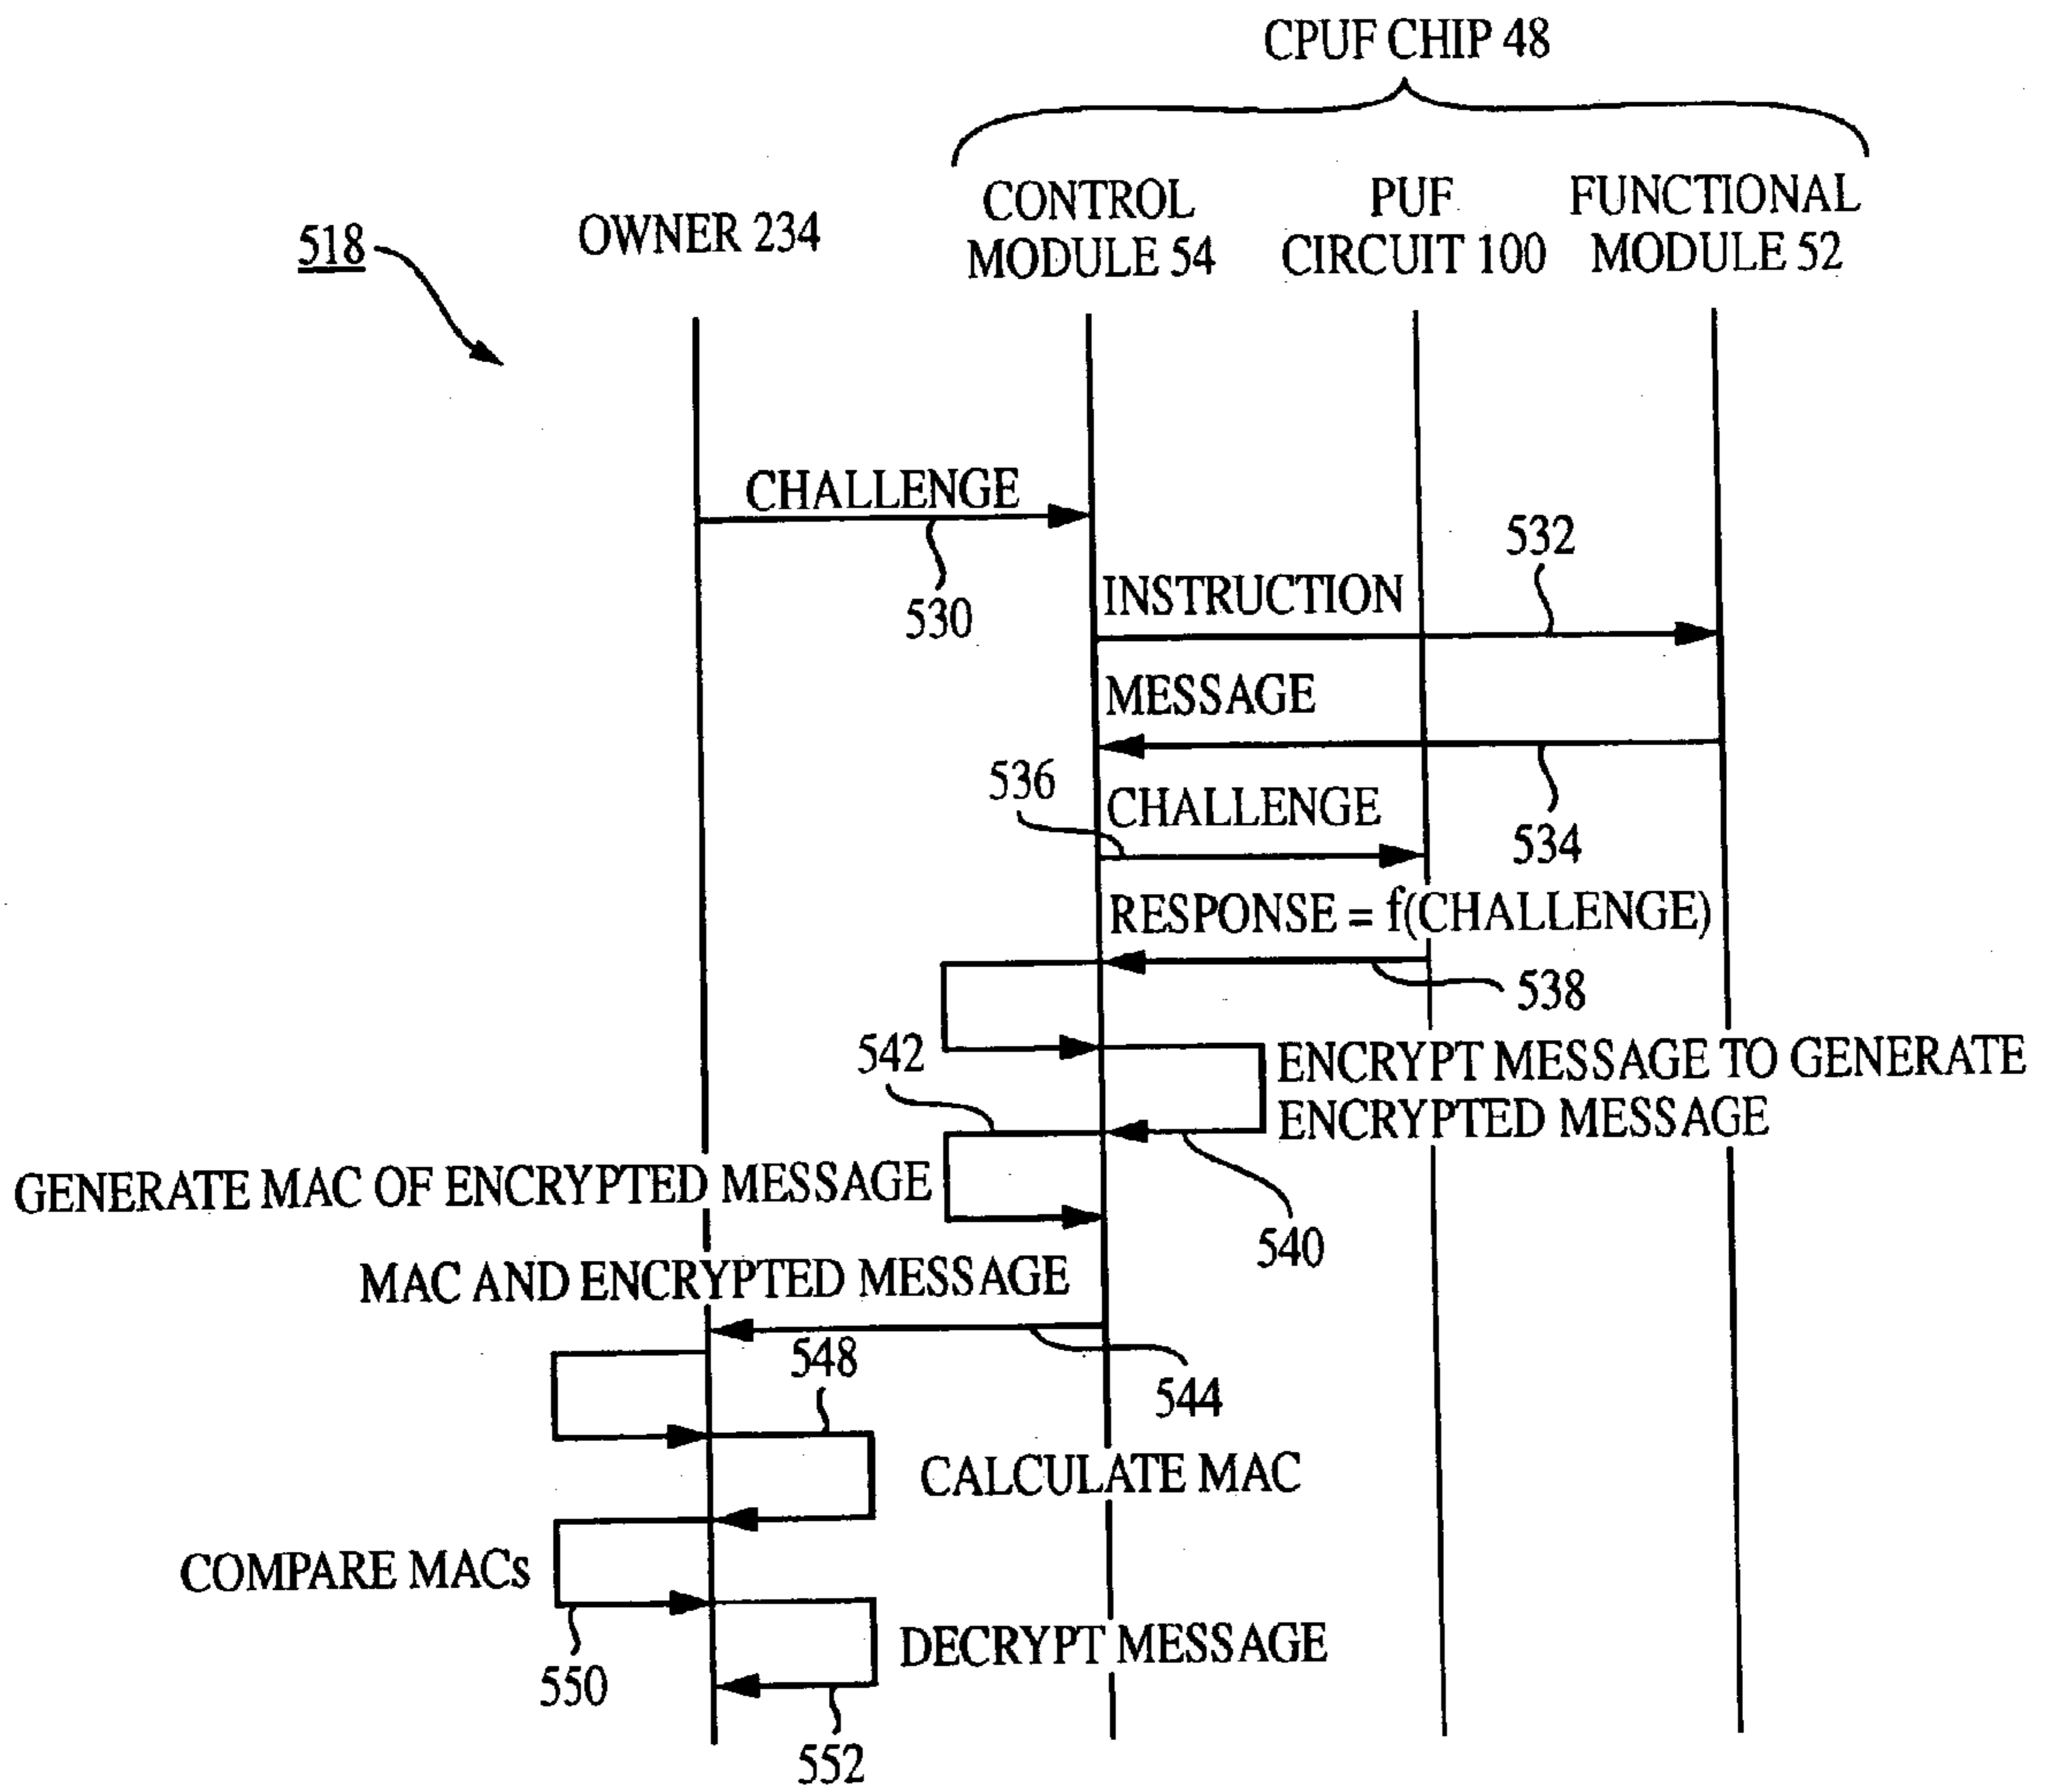 CPUF CHIP 48
CONTROL
MODULE 54
PUF
CIRCUIT 100
FUNCTIONAL
MODULE 52
OWNER 234
518
CHALLENGE
530
532
INSTRUCTION
MESSAGE
534
536
CHALLENGE
RESPONSE = f(CHALLENGE)
538
542
ENCRYPT MESSAGE TO GENERATE
ENCRYPTED MESSAGE
GENERATE MAC OF ENCRYPTED MESSAGE
540
MAC AND ENCRYPTED MESSAGE
548
544
CALCULATE MAC
COMPARE MACs
550
DECRYPT MESSAGE
552